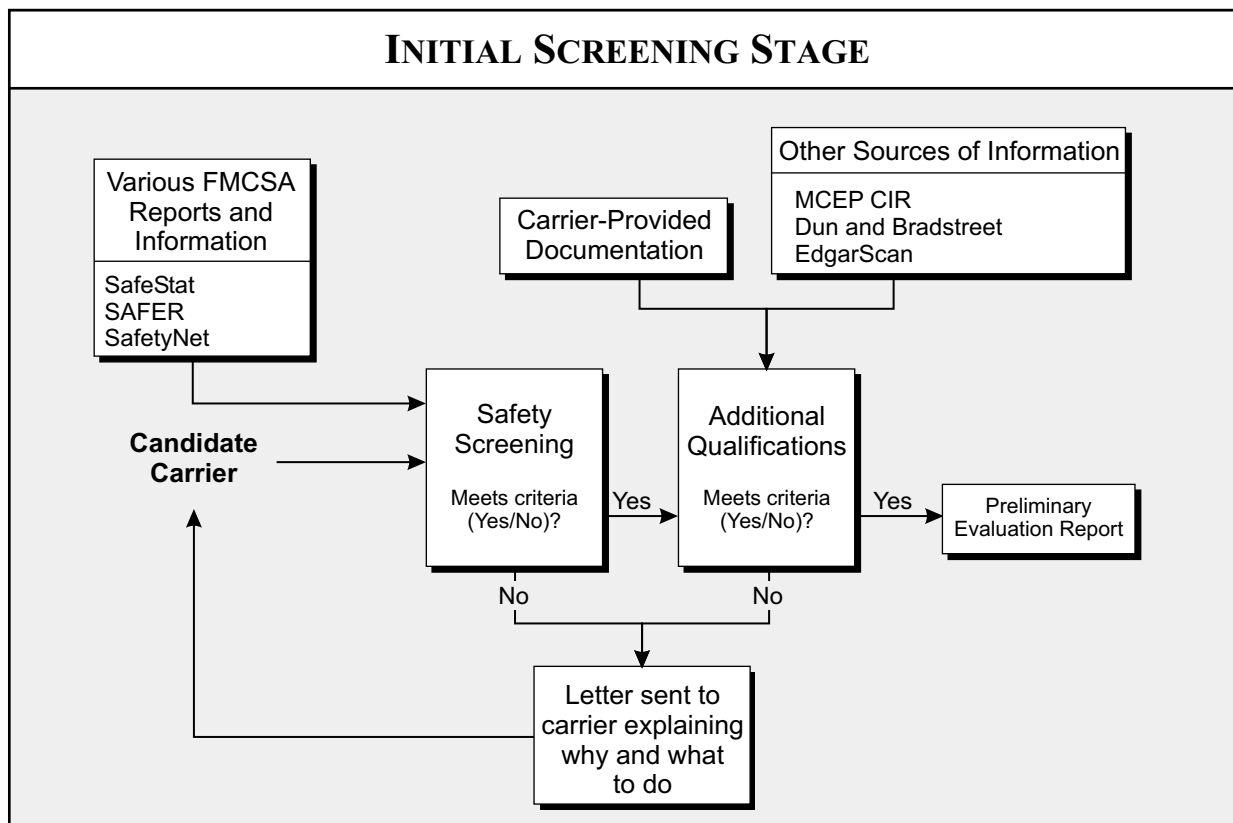 INITIAL SCREENING STAGE
Various FMCSA
Reports and
Information
SafeStat
SAFER
SafetyNet
Carrier-Provided
Documentation
Other Sources of Information
MCEP CIR
Dun and Bradstreet
EdgarScan
Candidate
Carrier
Safety
Screening
Meets criteria
(Yes/No)?
Yes
No
Additional
Qualifications
Meets criteria
(Yes/No)?
Yes
No
Preliminary
Evaluation Report
Letter sent to
carrier explaining
why and what
to do